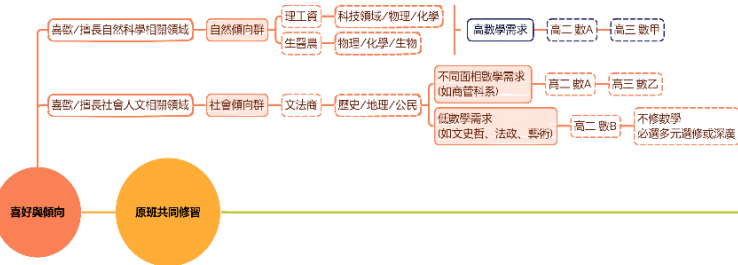 喜歡/擅長自然科學相關領域
自然傾向群
理工資
科技領域/物理/化學
生醫農
物理/化學/生物
高數學需求
高二 數A
高三 數甲
喜歡/擅長社會人文相關領域
社會傾向群
文法商
歷史/地理/公民
不同面相數學需求
(如商管科系)
高二 數A
高三 數乙
低數學需求
(如文史哲、法政、藝術)
高二 數B
不修數學
必選多元選修或深廣
喜好與傾向
原班共同修習